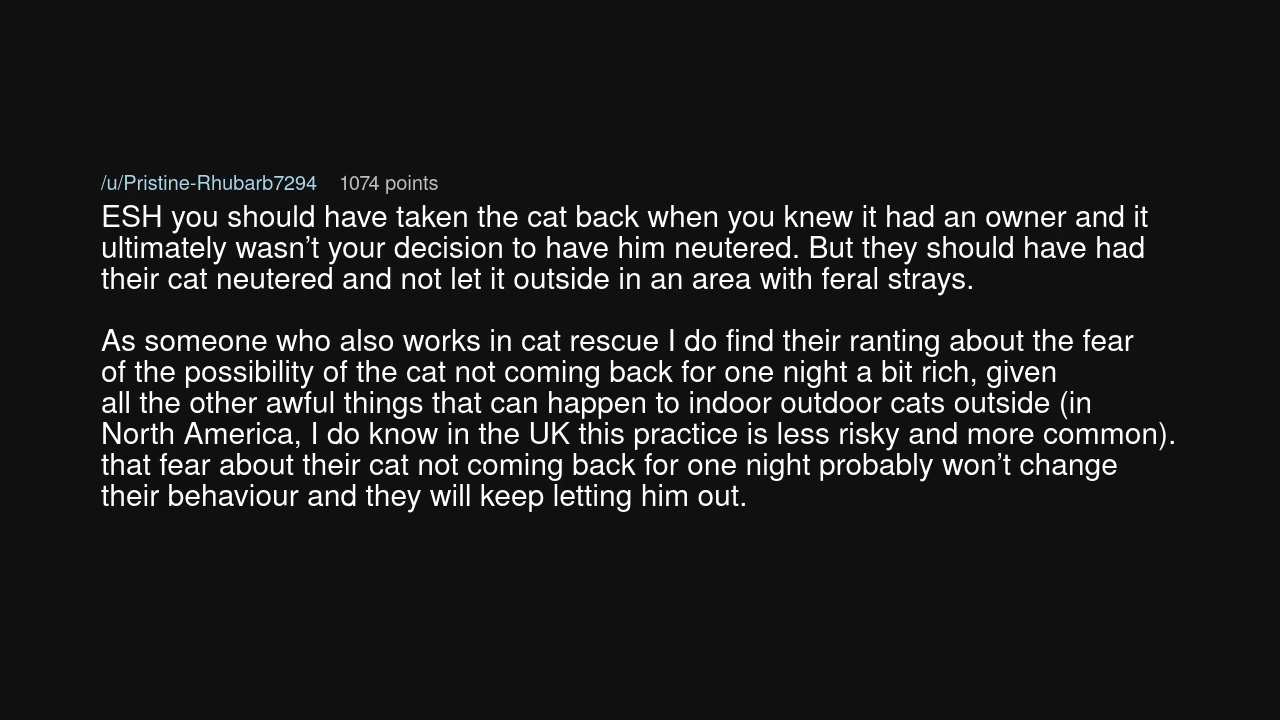 /u/Pristine-Rhubarb7294 1074 points
ESH you should have taken the cat back when you knew it had an owner and it
ultimately wasn’t your decision to have him neutered. But they should have had
their cat neutered and not let it outside in an area with feral strays.
As someone who also works in cat rescue I do find their ranting about the fear
of the possibility of the cat not coming back for one night a bit rich, given
all the other awful things that can happen to indoor outdoor cats outside (in
North America, I do know in the UK this practice is less risky and more common).
that fear about their cat not coming back for one night probably won’t change
their behaviour and they will keep letting him out.